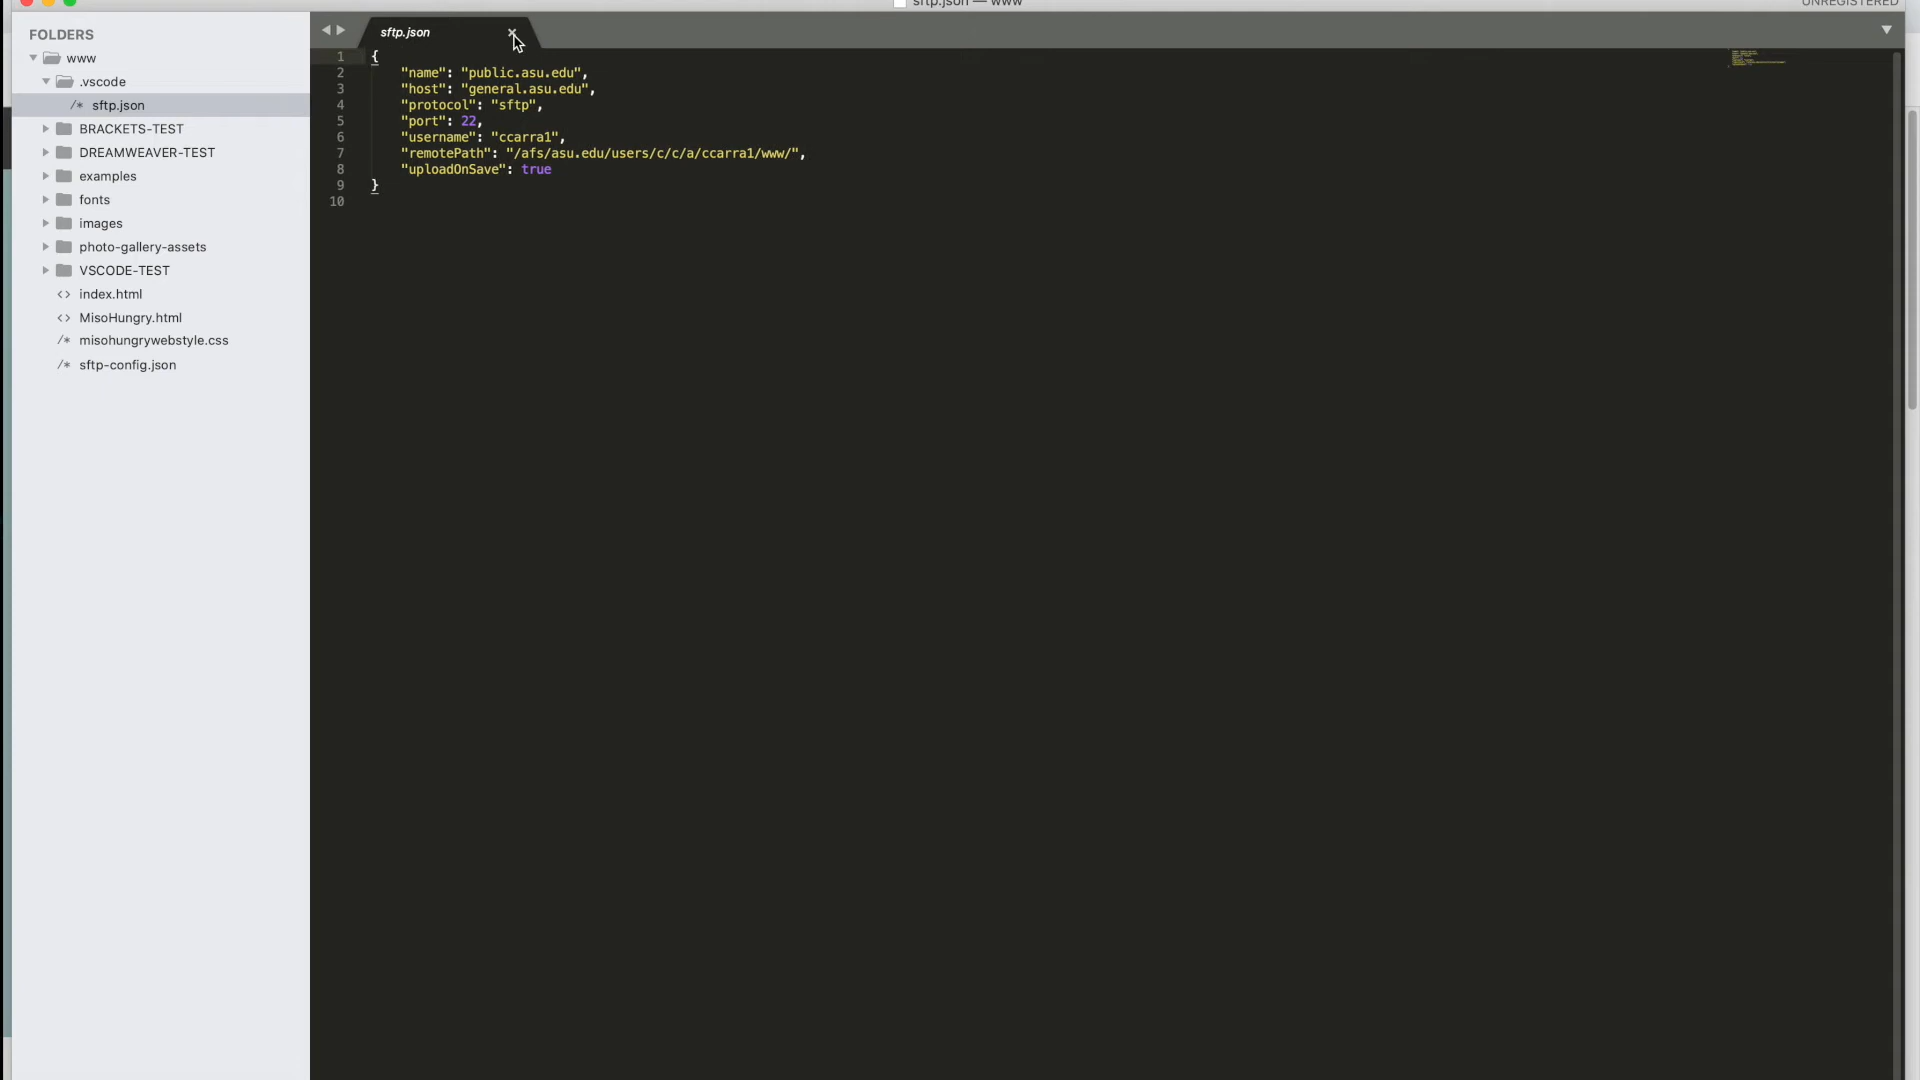 sftp.json — www
UNREGISTERED
FOLDERS
www
.vscode
/* sftp.json
BRACKETS-TEST
DREAMWEAVER-TEST
examples
fonts
images
photo-gallery-assets
VSCODE-TEST
<> index.html
<> MisoHungry.html
/* misohungrywebstyle.css
/* sftp-config.json
sftp.json ×
1 {
2 "name": "public.asu.edu",
3 "host": "general.asu.edu",
4 "protocol": "sftp",
5 "port": 22,
6 "username": "ccarra1",
7 "remotePath": "/afs/asu.edu/users/c/c/a/ccarra1/www/",
8 "uploadOnSave": true
9 }
10